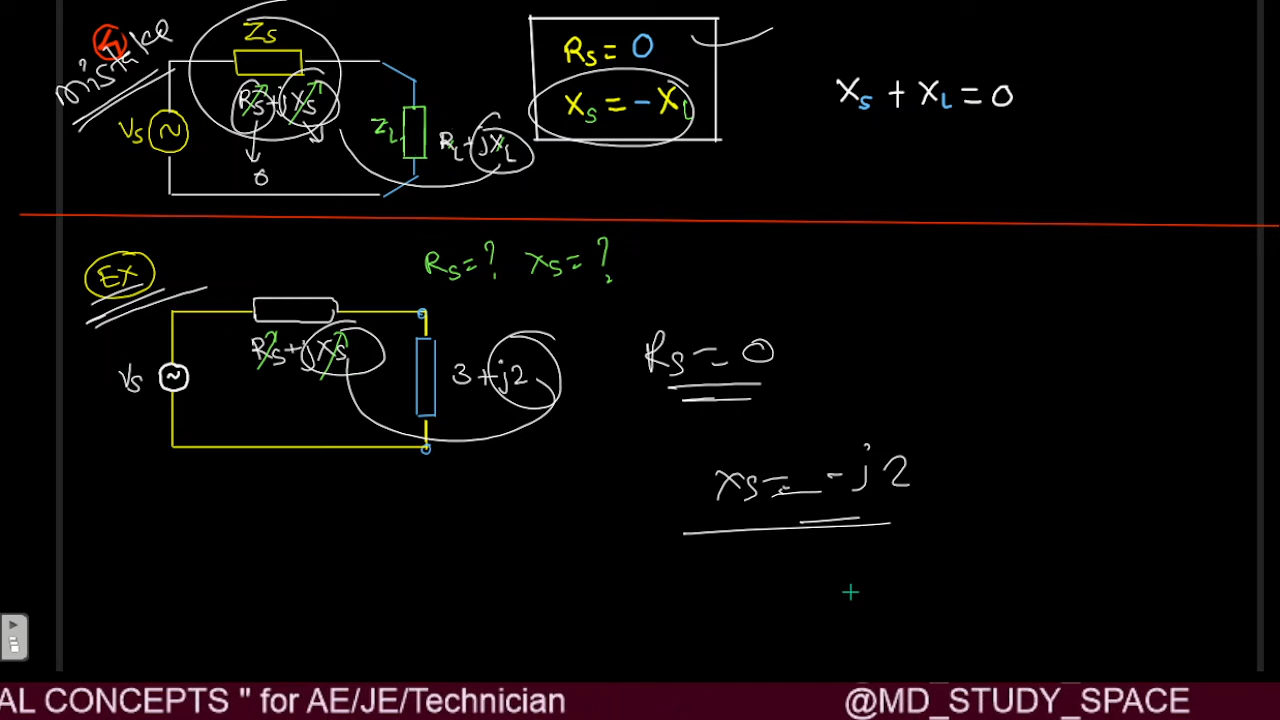 4
mistake
Zs
Rs + jXs
0
Vs
ZL
RL + jXL
Rs = 0
Xs = - XL
Xs + XL = 0
EX
Rs = ? Xs = ?
Vs
Rs + jXs
3 + j2
Rs = 0
Xs = - j2
AL CONCEPTS " for AE/JE/Technician
@MD_STUDY_SPACE